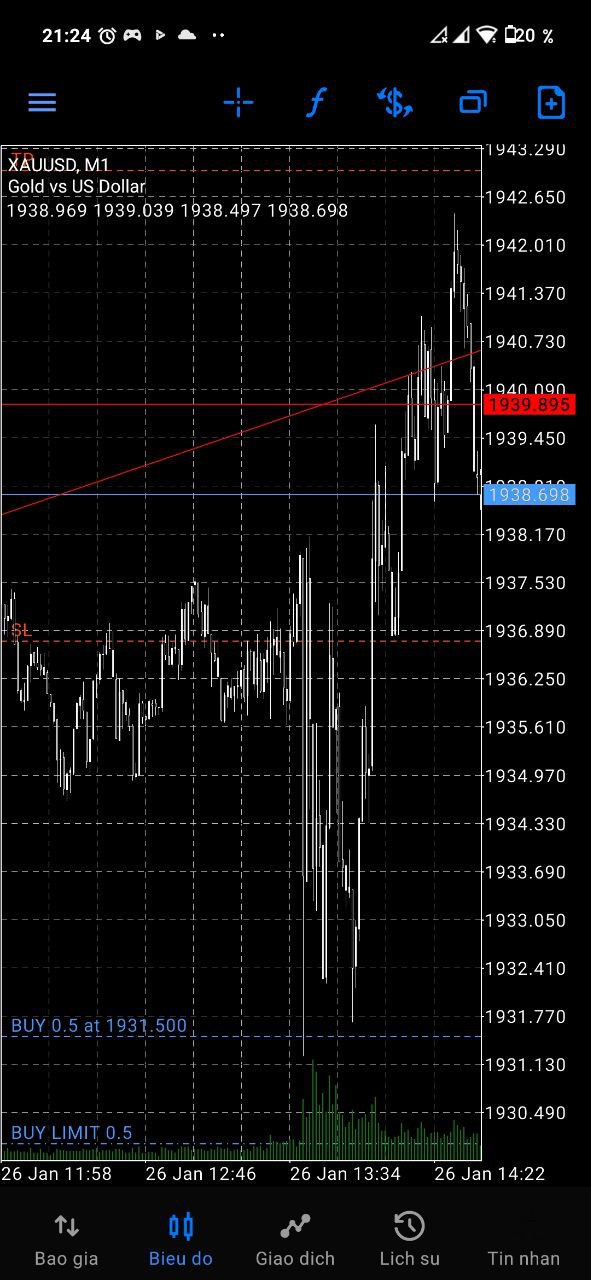 21:24
20 %
TP
XAUUSD, M1
Gold vs US Dollar
1938.969 1939.039 1938.497 1938.698
1943.290
1942.650
1942.010
1941.370
1940.730
1940.090
1939.895
1939.450
1938.698
1938.170
1937.530
SL
1936.890
1936.250
1935.610
1934.970
1934.330
1933.690
1933.050
1932.410
1931.770
BUY 0.5 at 1931.500
1931.130
1930.490
BUY LIMIT 0.5
26 Jan 11:58 26 Jan 12:46 26 Jan 13:34 26 Jan 14:22
Bao gia Bieu do Giao dich Lich su Tin nhan